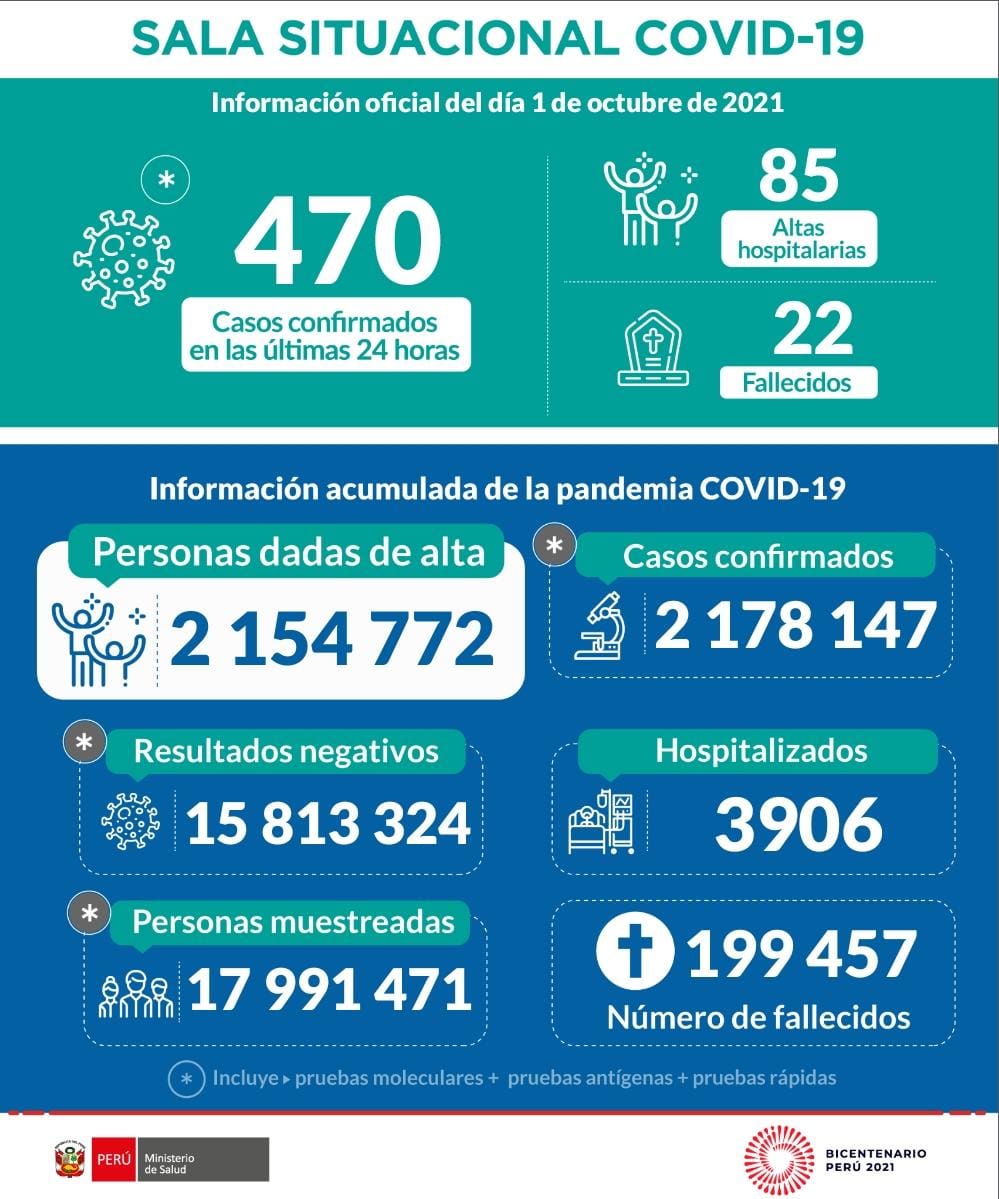 SALA SITUACIONAL COVID-19
Información oficial del día 1 de octubre de 2021
*
470
Casos confirmados
en las últimas 24 horas
85
Altas
hospitalarias
22
Fallecidos
Información acumulada de la pandemia COVID-19
Personas dadas de alta
2 154 772
*
Casos confirmados
2 178 147
*
Resultados negativos
15 813 324
Hospitalizados
3906
*
Personas muestreadas
17 991 471
199 457
Número de fallecidos
* Incluye ▸ pruebas moleculares + pruebas antígenas + pruebas rápidas
PERÚ
Ministerio
de Salud
BICENTENARIO
PERÚ 2021